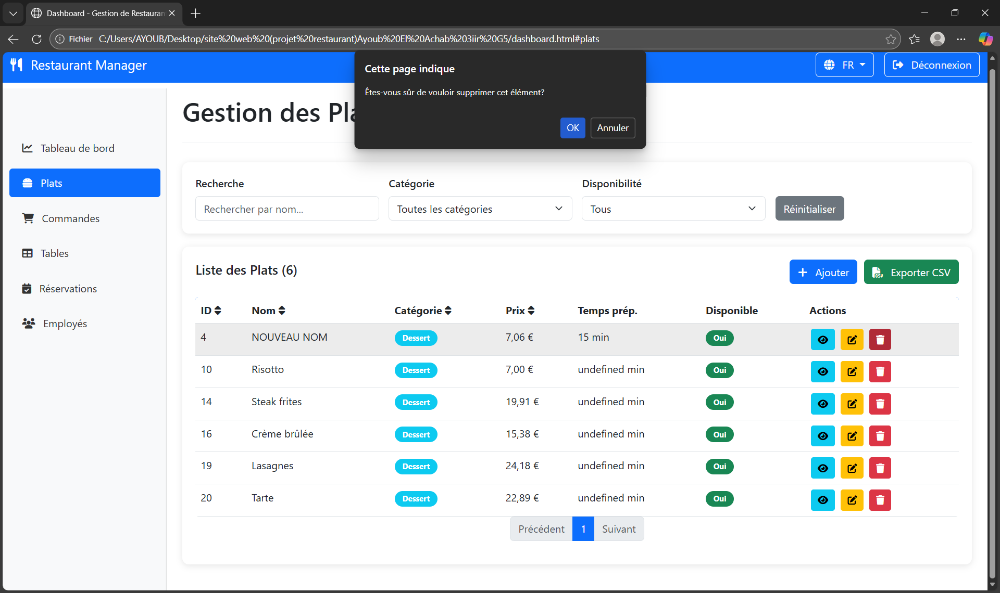 Dashboard - Gestion de Restauran
Fichier C:/Users/AYOUB/Desktop/site%20web%20(projet%20restaurant)Ayoub%20El%20Achab%203iir%20G5/dashboard.html#plats
Restaurant Manager
FR
Déconnexion
Cette page indique
Êtes-vous sûr de vouloir supprimer cet élément?
OK Annuler
Tableau de bord
Plats
Commandes
Tables
Réservations
Employés
Gestion des Pla
Recherche Catégorie Disponibilité
Rechercher par nom... Toutes les catégories Tous Réinitialiser
Liste des Plats (6) Ajouter CSV Exporter CSV
ID Nom Catégorie Prix Temps prép. Disponible Actions
4 NOUVEAU NOM Dessert 7,06 € 15 min Oui
10 Risotto Dessert 7,00 € undefined min Oui
14 Steak frites Dessert 19,91 € undefined min Oui
16 Crème brûlée Dessert 15,38 € undefined min Oui
19 Lasagnes Dessert 24,18 € undefined min Oui
20 Tarte Dessert 22,89 € undefined min Oui
Précédent 1 Suivant